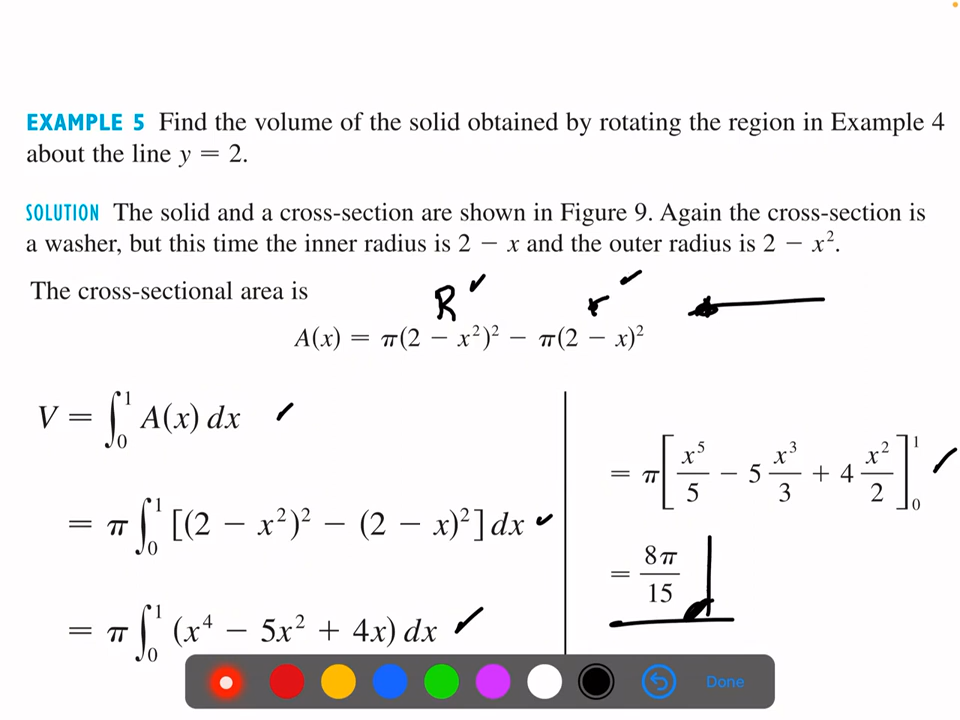 EXAMPLE 5 Find the volume of the solid obtained by rotating the region in Example 4
about the line y = 2.
SOLUTION The solid and a cross-section are shown in Figure 9. Again the cross-section is
a washer, but this time the inner radius is 2 − x and the outer radius is 2 − x².
The cross-sectional area is
R ✓ r ✓
A(x) = π(2 − x²)² − π(2 − x)²
V = ∫₀¹ A(x) dx ✓
= π ∫₀¹ [(2 − x²)² − (2 − x)²] dx ✓
= π ∫₀¹ (x⁴ − 5x² + 4x) dx ✓
= π[x⁵/5 − 5 x³/3 + 4 x²/2]₀¹ ✓
= 8π/15
Done